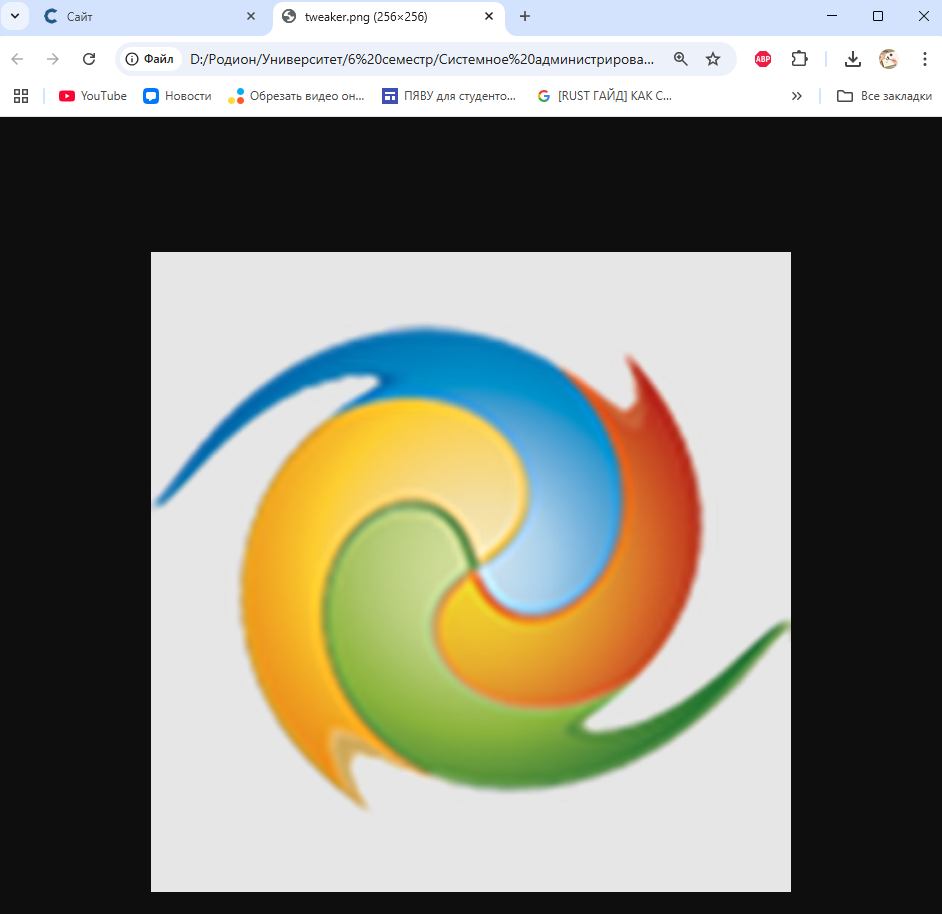 Сайт
tweaker.png (256×256)
Файл D:/Родион/Университет/6%20семестр/Системное%20администрирова...
ABP
YouTube Новости Обрезать видео он... ПЯВУ для студенто... [RUST ГАЙД] КАК С... Все закладки